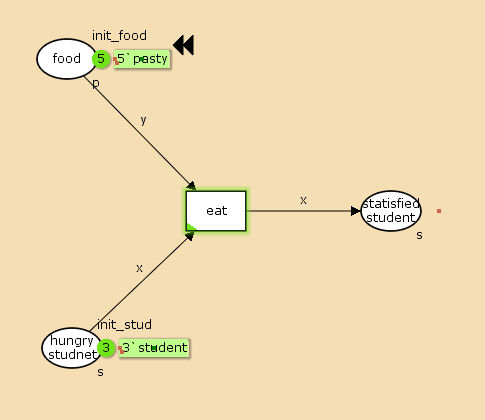 init_food
food
5
5`pasty
p
y
eat
x
statisfied
student
s
x
init_stud
hungry
studnet
3
3`student
s